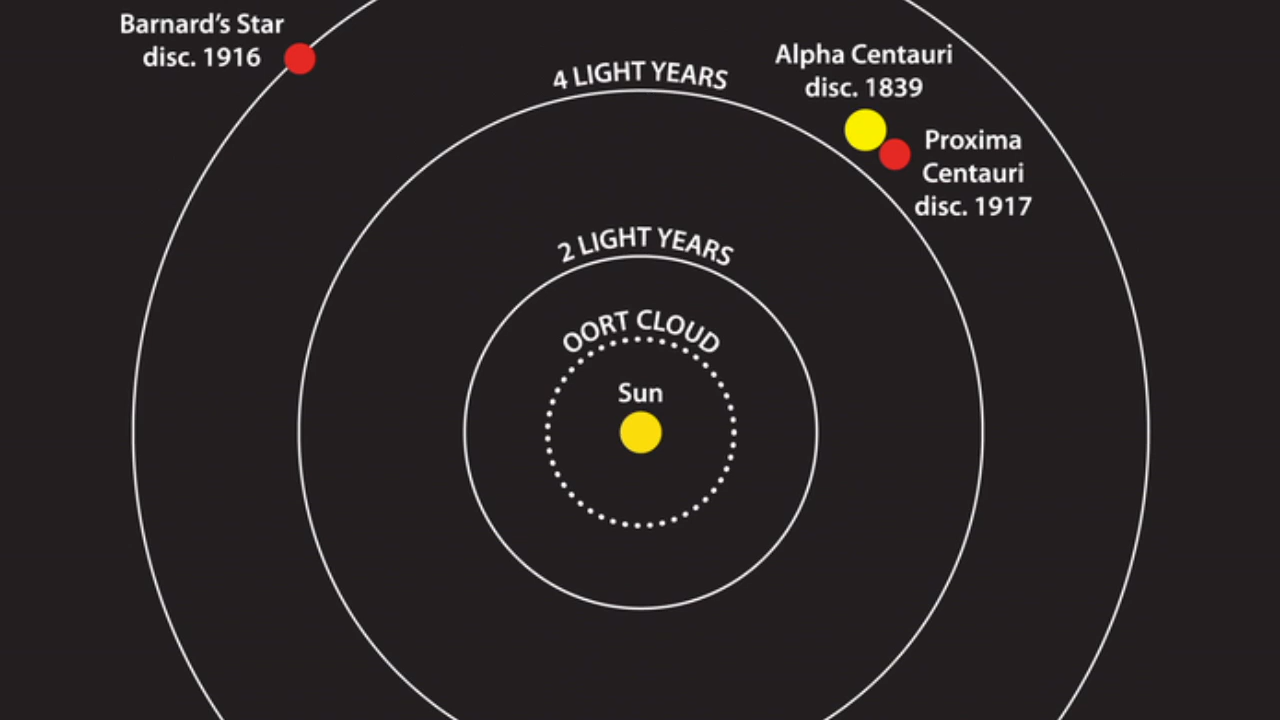 Barnard's Star
disc. 1916
4 LIGHT YEARS
Alpha Centauri
disc. 1839
Proxima
Centauri
disc. 1917
2 LIGHT YEARS
OORT CLOUD
Sun